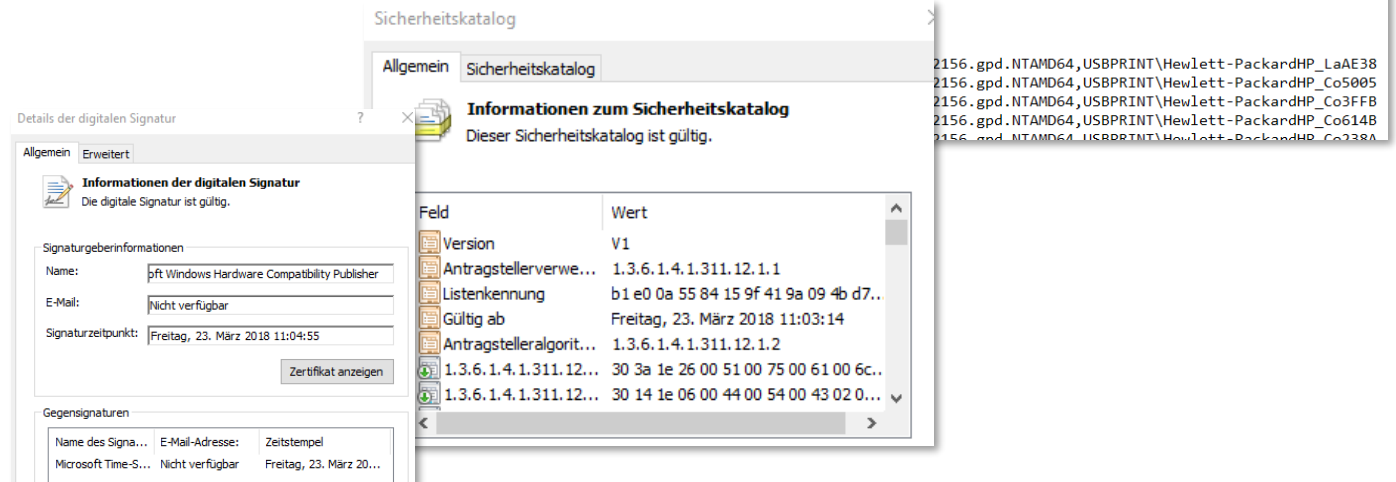 Details der digitalen Signatur ?
Allgemein Erweitert
Informationen der digitalen Signatur
Die digitale Signatur ist gültig.
Signaturgeberinformationen
Name: oft Windows Hardware Compatibility Publisher
E-Mail: Nicht verfügbar
Signaturzeitpunkt: Freitag, 23. März 2018 11:04:55
Zertifikat anzeigen
Gegensignaturen
Name des Signa... E-Mail-Adresse: Zeitstempel
Microsoft Time-S... Nicht verfügbar Freitag, 23. März 20...
Sicherheitskatalog
Allgemein Sicherheitskatalog
Informationen zum Sicherheitskatalog
Dieser Sicherheitskatalog ist gültig.
Feld Wert
Version V1
Antragstellerverwe... 1.3.6.1.4.1.311.12.1.1
Listenkennung b1 e0 0a 55 84 15 9f 41 9a 09 4b d7...
Gültig ab Freitag, 23. März 2018 11:03:14
Antragstelleralgorit... 1.3.6.1.4.1.311.12.1.2
1.3.6.1.4.1.311.12... 30 3a 1e 26 00 51 00 75 00 61 00 6c...
1.3.6.1.4.1.311.12... 30 14 1e 06 00 44 00 54 00 43 02 0...
2156.gpd.NTAMD64,USBPRINT\Hewlett-PackardHP_LaAE38
2156.gpd.NTAMD64,USBPRINT\Hewlett-PackardHP_Co5005
2156.gpd.NTAMD64,USBPRINT\Hewlett-PackardHP_Co3FFB
2156.gpd.NTAMD64,USBPRINT\Hewlett-PackardHP_Co614B
2156.gpd.NTAMD64,USBPRINT\Hewlett-PackardHP_Co238A